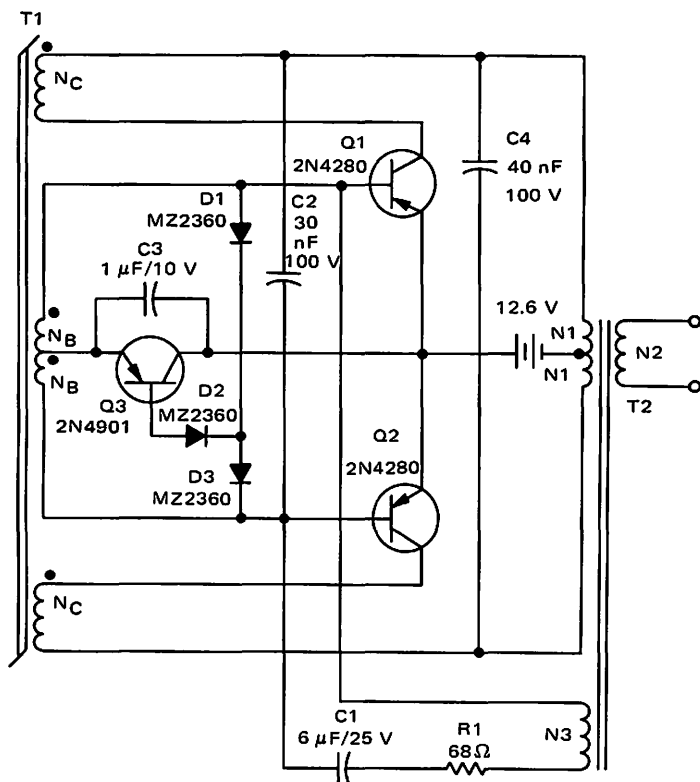 T1
NC
Q1
2N4280
C4
40 nF
100 V
D1
MZ2360
C2
30
nF
100 V
C3
1 μF/10 V
12.6 V
NB
NB
N1
N1
N2
T2
Q3
2N4901
D2
MZ2360
Q2
2N4280
D3
MZ2360
NC
C1
6 μF/25 V
R1
68Ω
N3